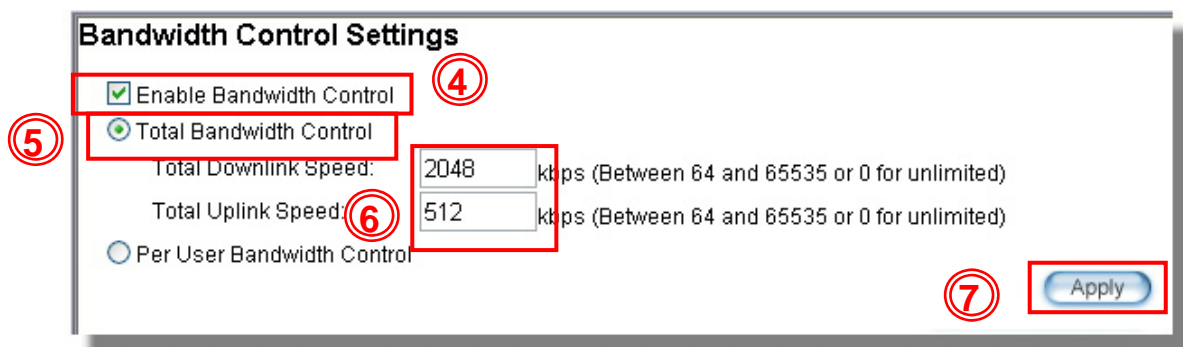 Bandwidth Control Settings
④
Enable Bandwidth Control
⑤
Total Bandwidth Control
Total Downlink Speed: 2048 kbps (Between 64 and 65535 or 0 for unlimited)
Total Uplink Speed: 512 kbps (Between 64 and 65535 or 0 for unlimited)
⑥
Per User Bandwidth Control
⑦
Apply